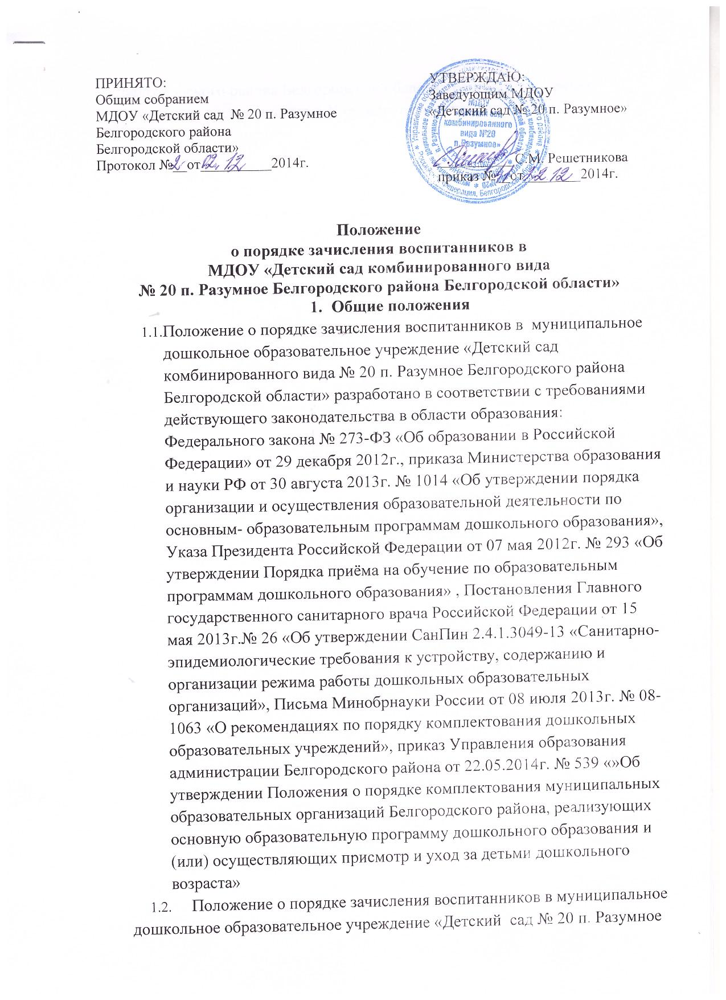 ПРИНЯТО:
Общим собранием
МДОУ «Детский сад № 20 п. Разумное
Белгородского района
Белгородской области»
Протокол № 2 от 02.12 2014г.
УТВЕРЖДАЮ:
Заведующим МДОУ
«Детский сад № 20 п. Разумное»
С.М. Решетникова
приказ № от 12.12 2014г.
МДОУ
«Детский сад
комбинированного
вида №20
п.Разумное»
Положение
о порядке зачисления воспитанников в
МДОУ «Детский сад комбинированного вида
№ 20 п. Разумное Белгородского района Белгородской области»
1. Общие положения
1.1.Положение о порядке зачисления воспитанников в муниципальное
дошкольное образовательное учреждение «Детский сад
комбинированного вида № 20 п. Разумное Белгородского района
Белгородской области» разработано в соответствии с требованиями
действующего законодательства в области образования:
Федерального закона № 273-ФЗ «Об образовании в Российской
Федерации» от 29 декабря 2012г., приказа Министерства образования
и науки РФ от 30 августа 2013г. № 1014 «Об утверждении порядка
организации и осуществления образовательной деятельности по
основным- образовательным программам дошкольного образования»,
Указа Президента Российской Федерации от 07 мая 2012г. № 293 «Об
утверждении Порядка приёма на обучение по образовательным
программам дошкольного образования» , Постановления Главного
государственного санитарного врача Российской Федерации от 15
мая 2013г.№ 26 «Об утверждении СанПин 2.4.1.3049-13 «Санитарно-
эпидемиологические требования к устройству, содержанию и
организации режима работы дошкольных образовательных
организаций», Письма Минобрнауки России от 08 июля 2013г. № 08-
1063 «О рекомендациях по порядку комплектования дошкольных
образовательных учреждений», приказ Управления образования
администрации Белгородского района от 22.05.2014г. № 539 «»Об
утверждении Положения о порядке комплектования муниципальных
образовательных организаций Белгородского района, реализующих
основную образовательную программу дошкольного образования и
(или) осуществляющих присмотр и уход за детьми дошкольного
возраста»
1.2. Положение о порядке зачисления воспитанников в муниципальное
дошкольное образовательное учреждение «Детский сад № 20 п. Разумное